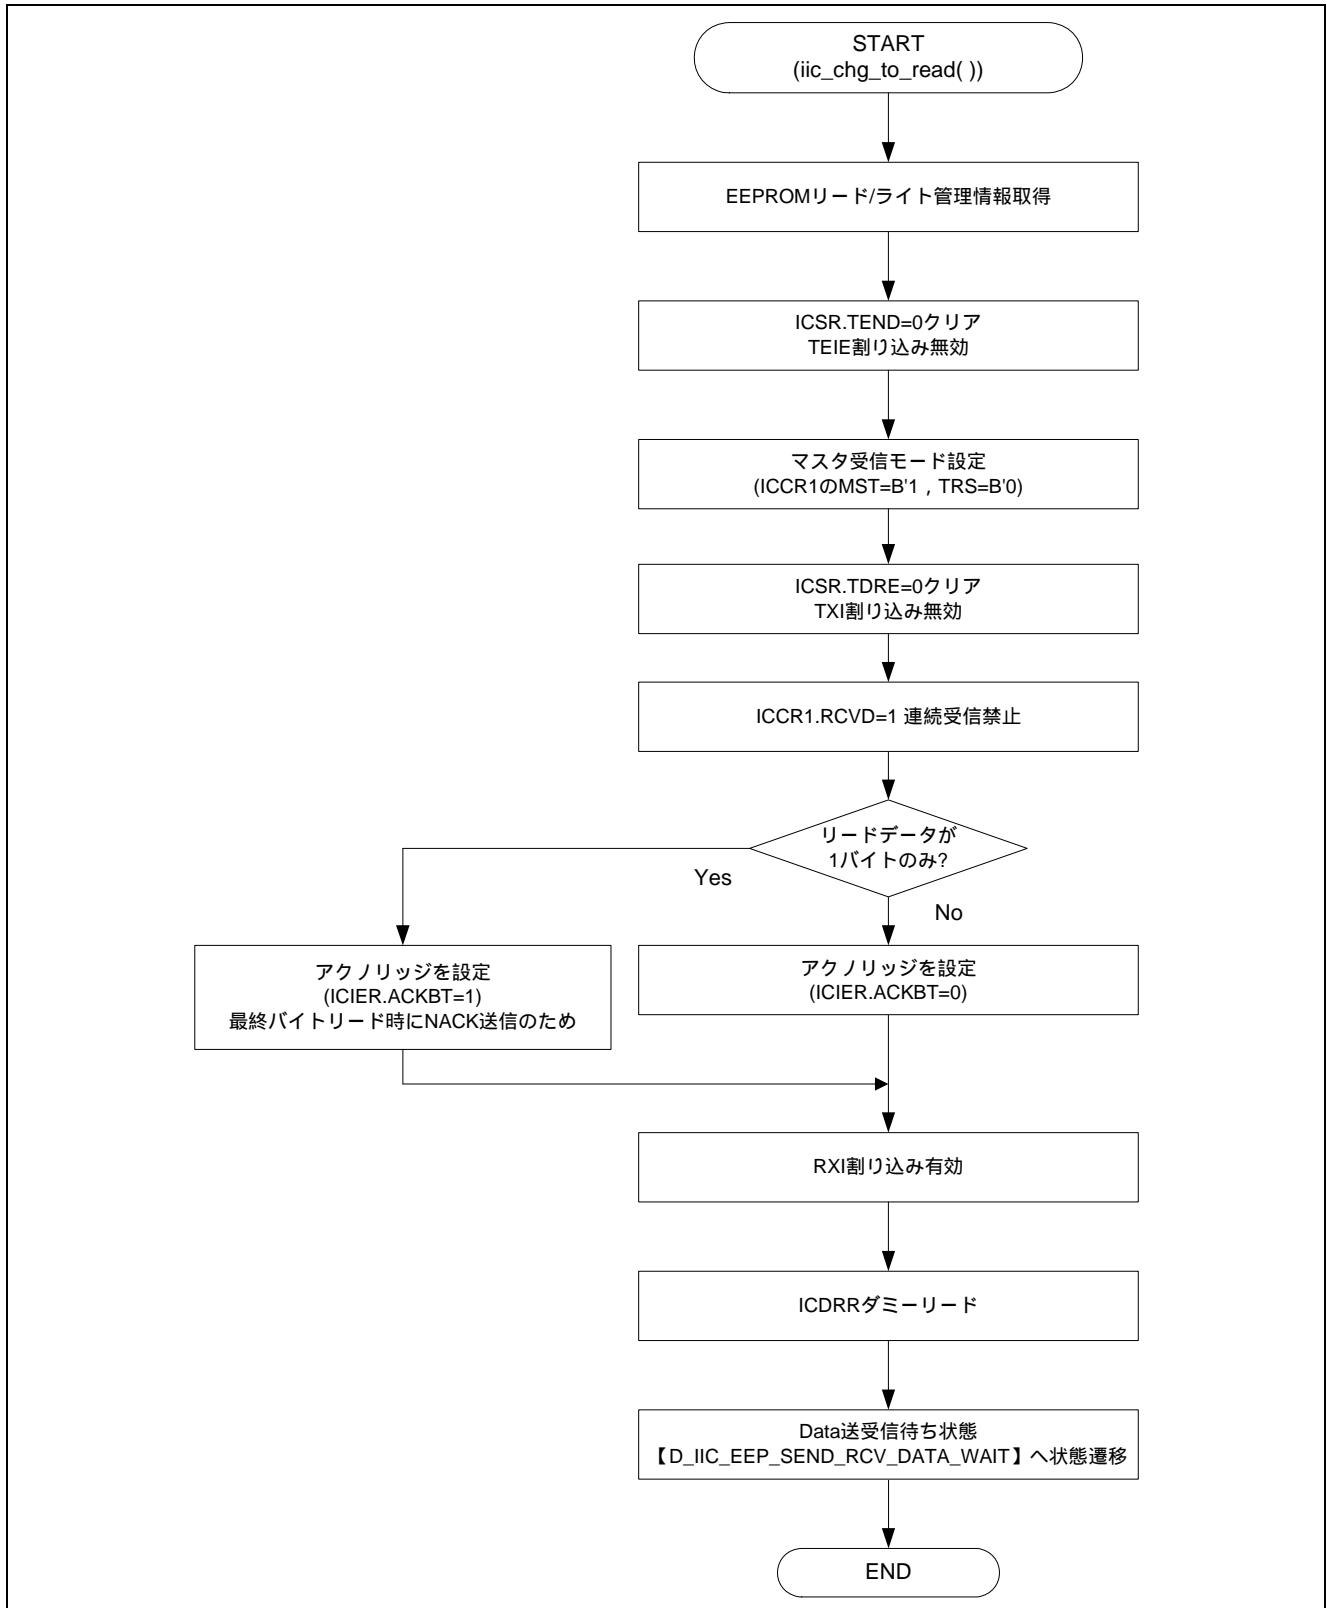 START
(iic_chg_to_read( ))
EEPROMリード/ライト管理情報取得
ICSR.TEND=0クリア
TEIE割り込み無効
マスタ受信モード設定
(ICCR1のMST=B'1 , TRS=B'0)
ICSR.TDRE=0クリア
TXI割り込み無効
ICCR1.RCVD=1 連続受信禁止
リードデータが
1バイトのみ?
Yes
No
アクノリッジを設定
(ICIER.ACKBT=1)
最終バイトリード時にNACK送信のため
アクノリッジを設定
(ICIER.ACKBT=0)
RXI割り込み有効
ICDRRダミーリード
Data送受信待ち状態
【D_IIC_EEP_SEND_RCV_DATA_WAIT】へ状態遷移
END